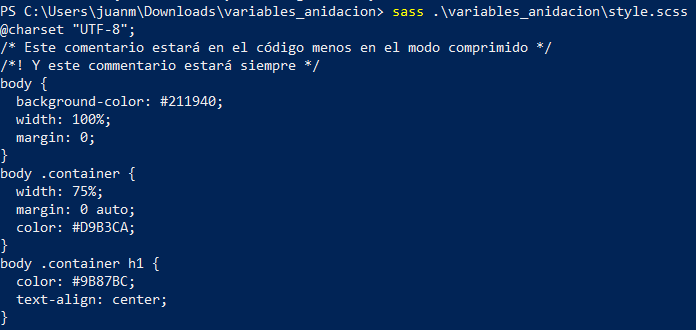 PS C:\Users\juanm\Downloads\variables_anidacion> sass .\variables_anidacion\style.scss
@charset "UTF-8";
/* Este comentario estará en el código menos en el modo comprimido */
/*! Y este commentario estará siempre */
body {
  background-color: #211940;
  width: 100%;
  margin: 0;
}
body .container {
  width: 75%;
  margin: 0 auto;
  color: #D9B3CA;
}
body .container h1 {
  color: #9B87BC;
  text-align: center;
}